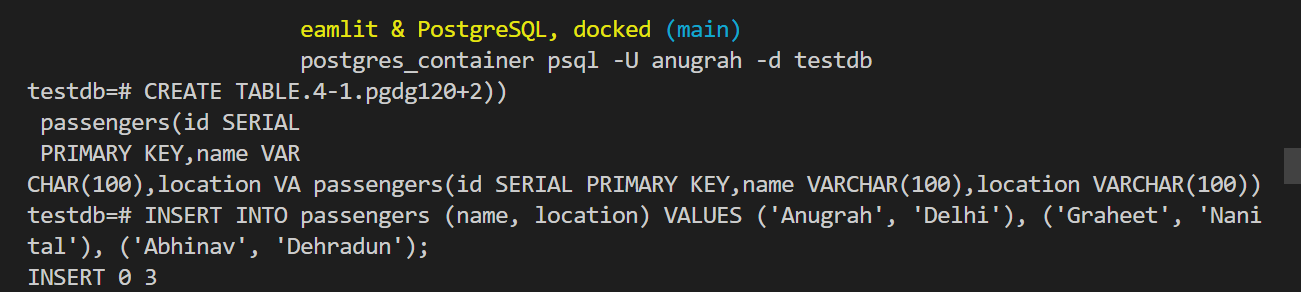 eamlit & PostgreSQL, docked (main)
postgres_container psql -U anugrah -d testdb
testdb=# CREATE TABLE.4-1.pgdg120+2))
passengers(id SERIAL
PRIMARY KEY,name VAR
CHAR(100),location VA passengers(id SERIAL PRIMARY KEY,name VARCHAR(100),location VARCHAR(100))
testdb=# INSERT INTO passengers (name, location) VALUES ('Anugrah', 'Delhi'), ('Graheet', 'Nani
tal'), ('Abhinav', 'Dehradun');
INSERT 0 3